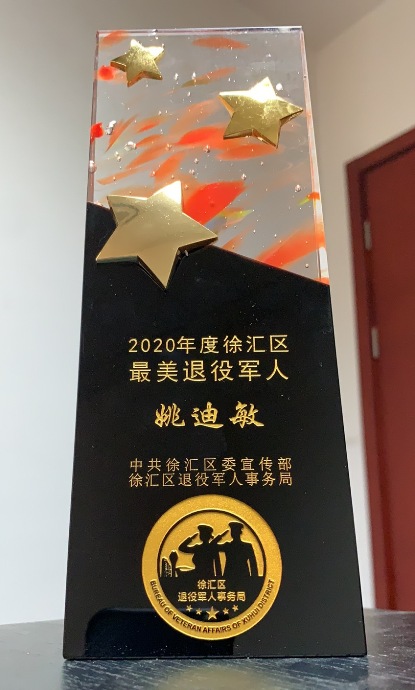 2020年度徐汇区
最美退役军人
姚迪敏
中共徐汇区委宣传部
徐汇区退役军人事务局
徐汇区
退役军人事务局
BUREAU OF VETERAN AFFAIRS OF XUHUI DISTRICT